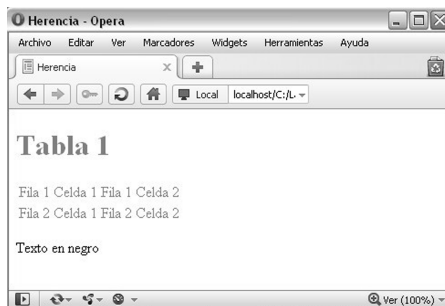 Herencia - Opera
Archivo Editar Ver Marcadores Widgets Herramientas Ayuda
Herencia
Local localhost/C:/L
Tabla 1
Fila 1 Celda 1 Fila 1 Celda 2
Fila 2 Celda 1 Fila 2 Celda 2
Texto en negro
Ver (100%)